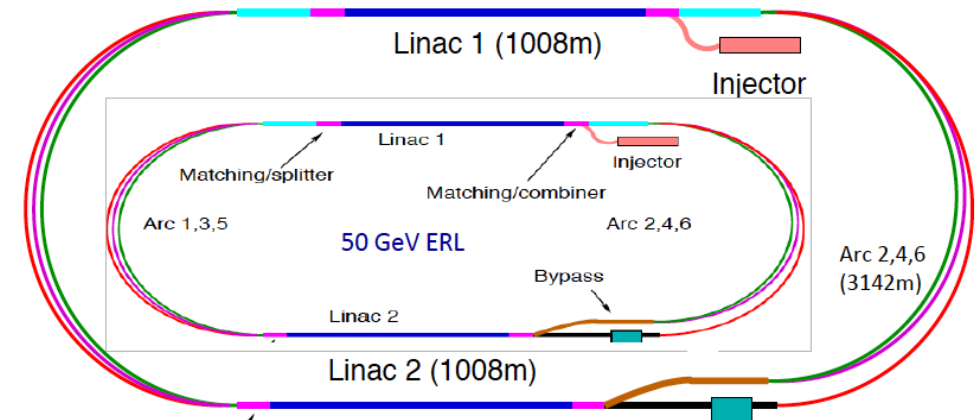 Linac 1 (1008m)
Injector
Linac 1
Injector
Matching/splitter
Matching/combiner
Arc 1,3,5
Arc 2,4,6
50 GeV ERL
Arc 2,4,6
(3142m)
Bypass
Linac 2
Linac 2 (1008m)